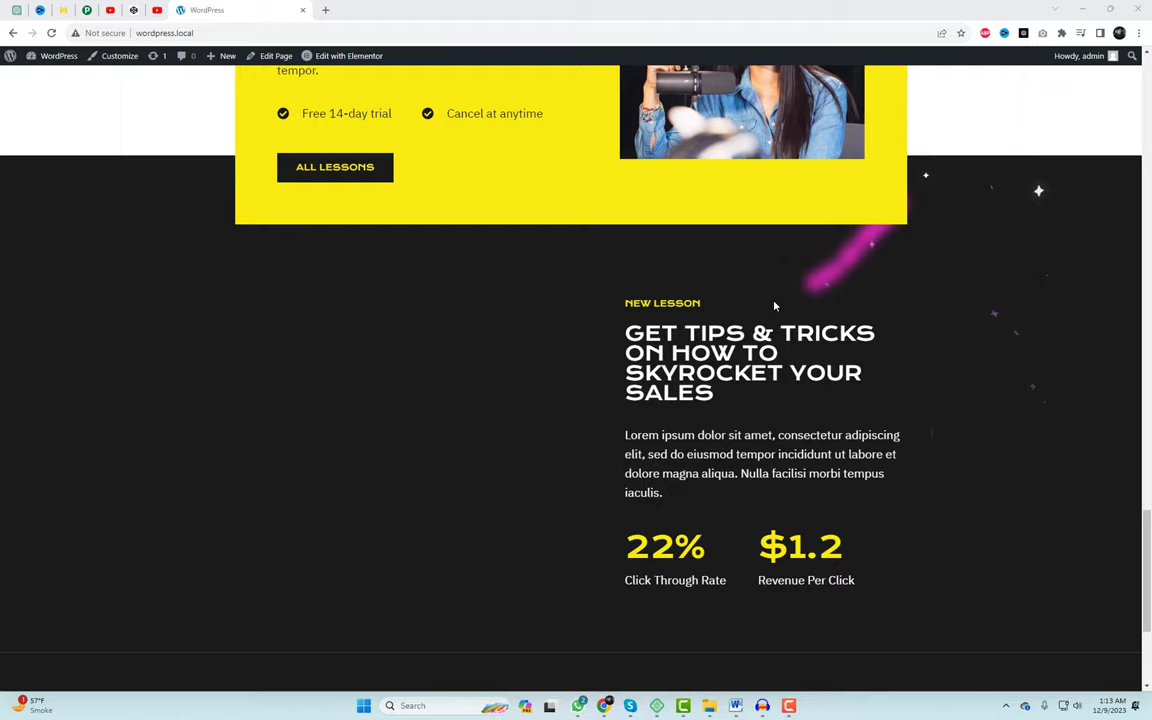 WordPress
Not secure
wordpress.local
WordPress
Customize
1
0
New
Edit Page
Edit with Elementor
Howdy, admin
tempor.
Free 14-day trial
Cancel at anytime
ALL LESSONS
NEW LESSON
GET TIPS & TRICKS
ON HOW TO
SKYROCKET YOUR
SALES
Lorem ipsum dolor sit amet, consectetur adipiscing
elit, sed do eiusmod tempor incididunt ut labore et
dolore magna aliqua. Nulla facilisi morbi tempus
iaculis.
22%
$1.2
Click Through Rate
Revenue Per Click
57°F
Smoke
Search
1:13 AM
12/9/2023